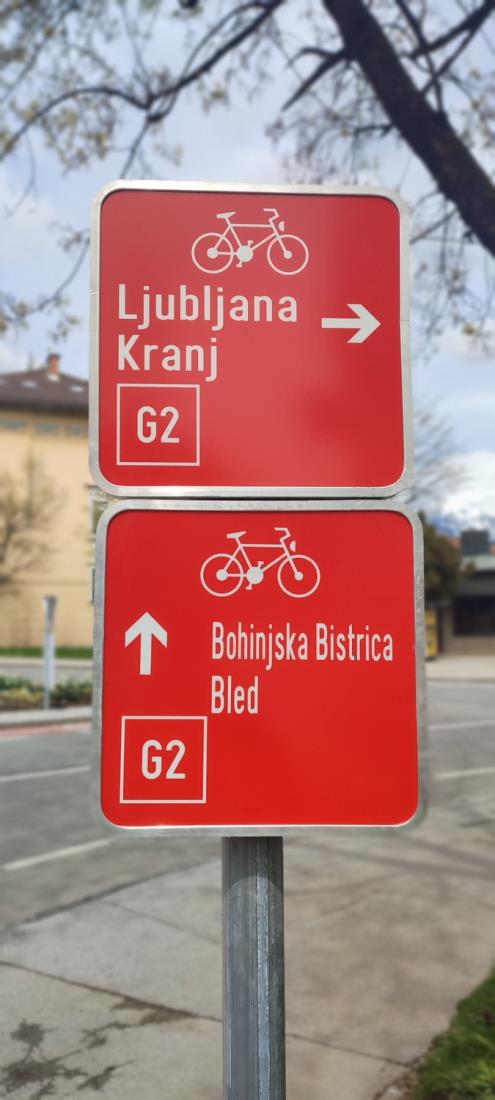 Ljubljana
Kranj
G2
Bohinjska Bistrica
Bled
G2